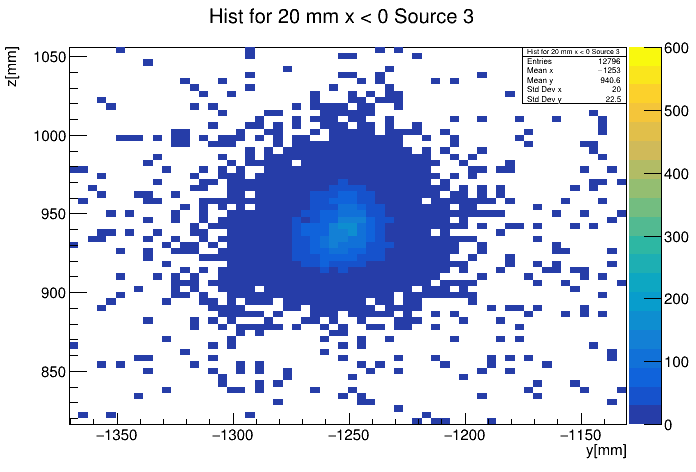 Hist for 20 mm x < 0 Source 3
z[mm]
1050
1000
950
900
850
Hist for 20 mm x < 0 Source 3
Entries 12796
Mean x −1253
Mean y 940.6
Std Dev x 20
Std Dev y 22.5
600
500
400
300
200
100
0
−1350 −1300 −1250 −1200 −1150
y[mm]